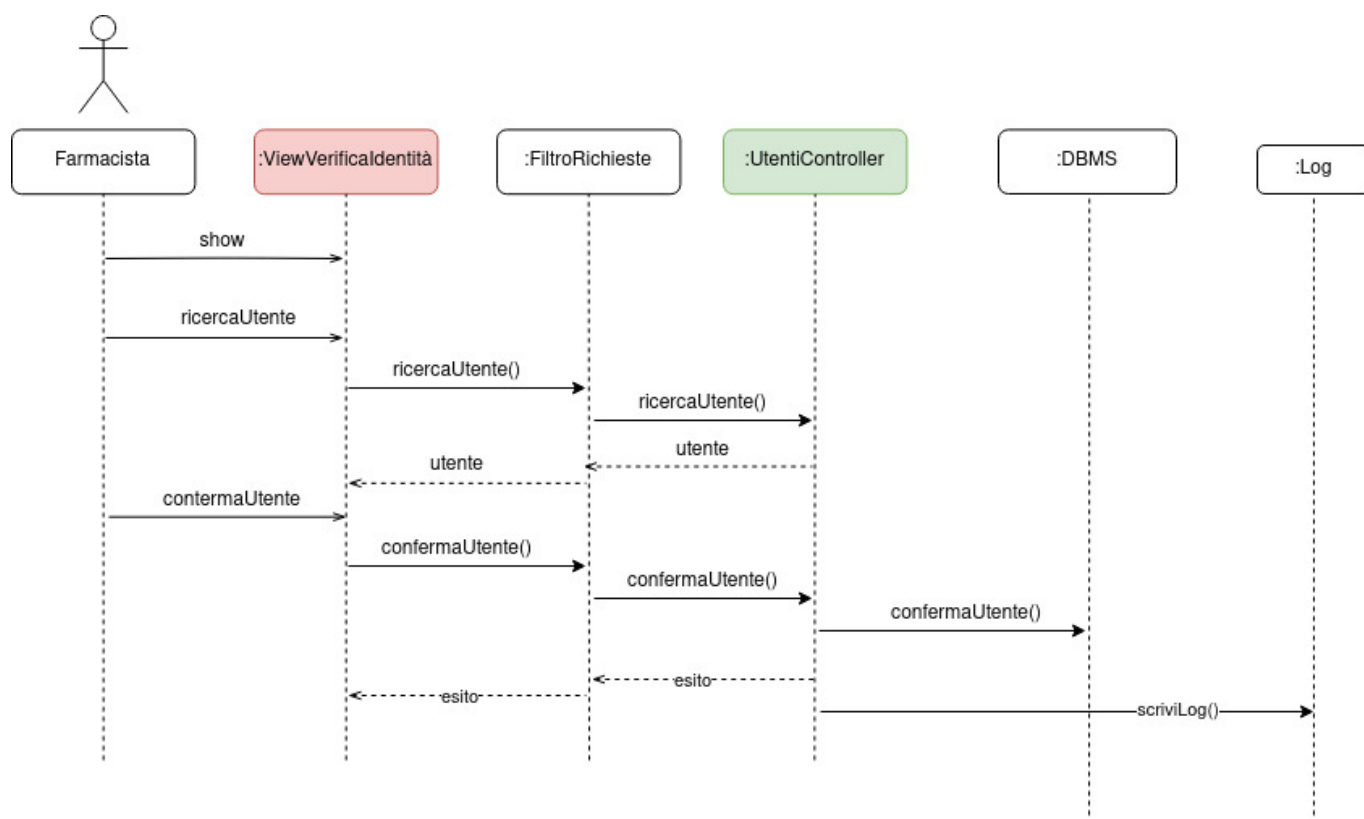 Farmacista
:ViewVerificaIdentità
:FiltroRichieste
:UtentiController
:DBMS
:Log
show
ricercaUtente
ricercaUtente()
ricercaUtente()
utente
utente
contermaUtente
confermaUtente()
confermaUtente()
confermaUtente()
esito
esito
scriviLog()